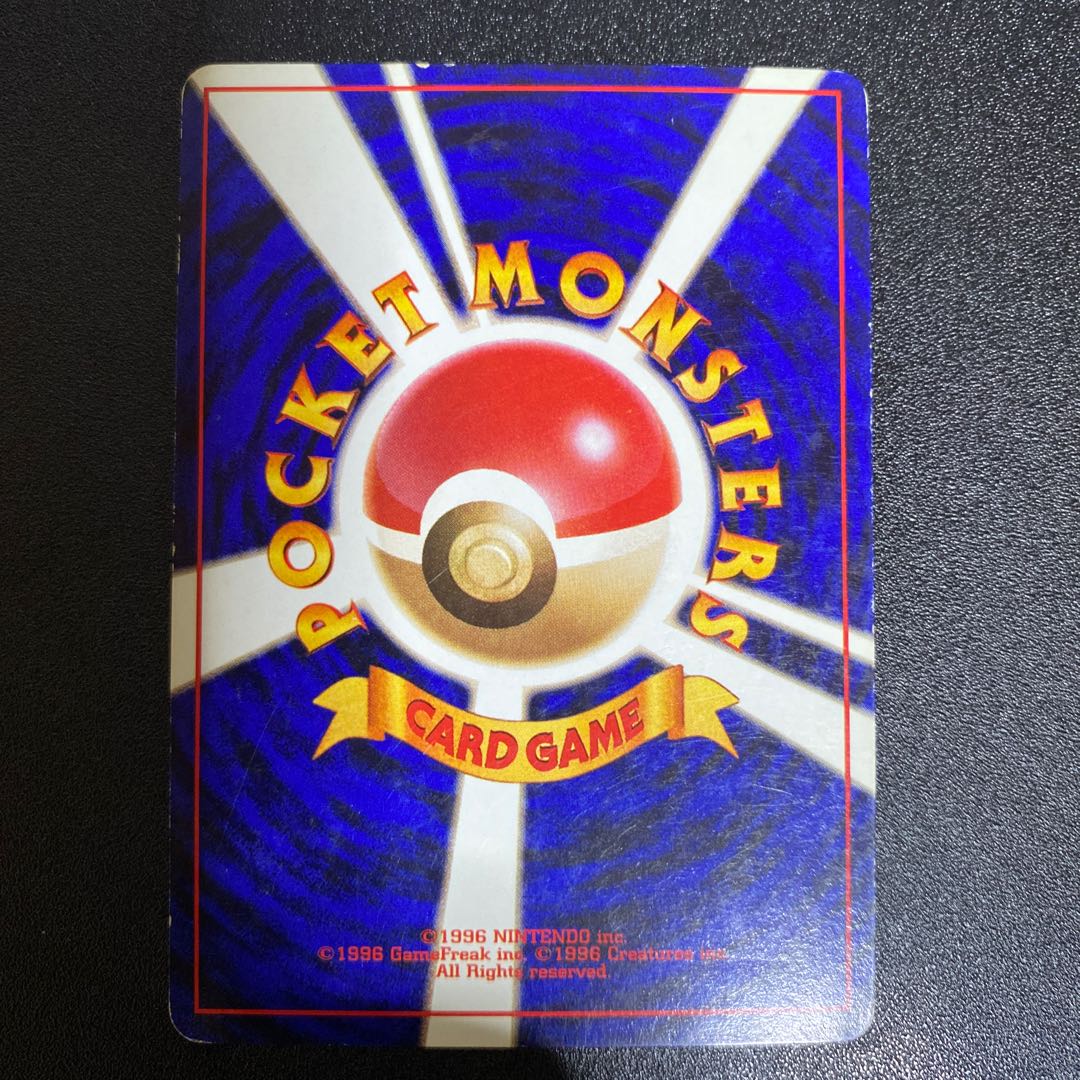 POCKET MONSTERS
CARD GAME
©1996 NINTENDO inc.
©1996 GameFreak inc. ©1996 Creatures inc.
All Rights reserved.